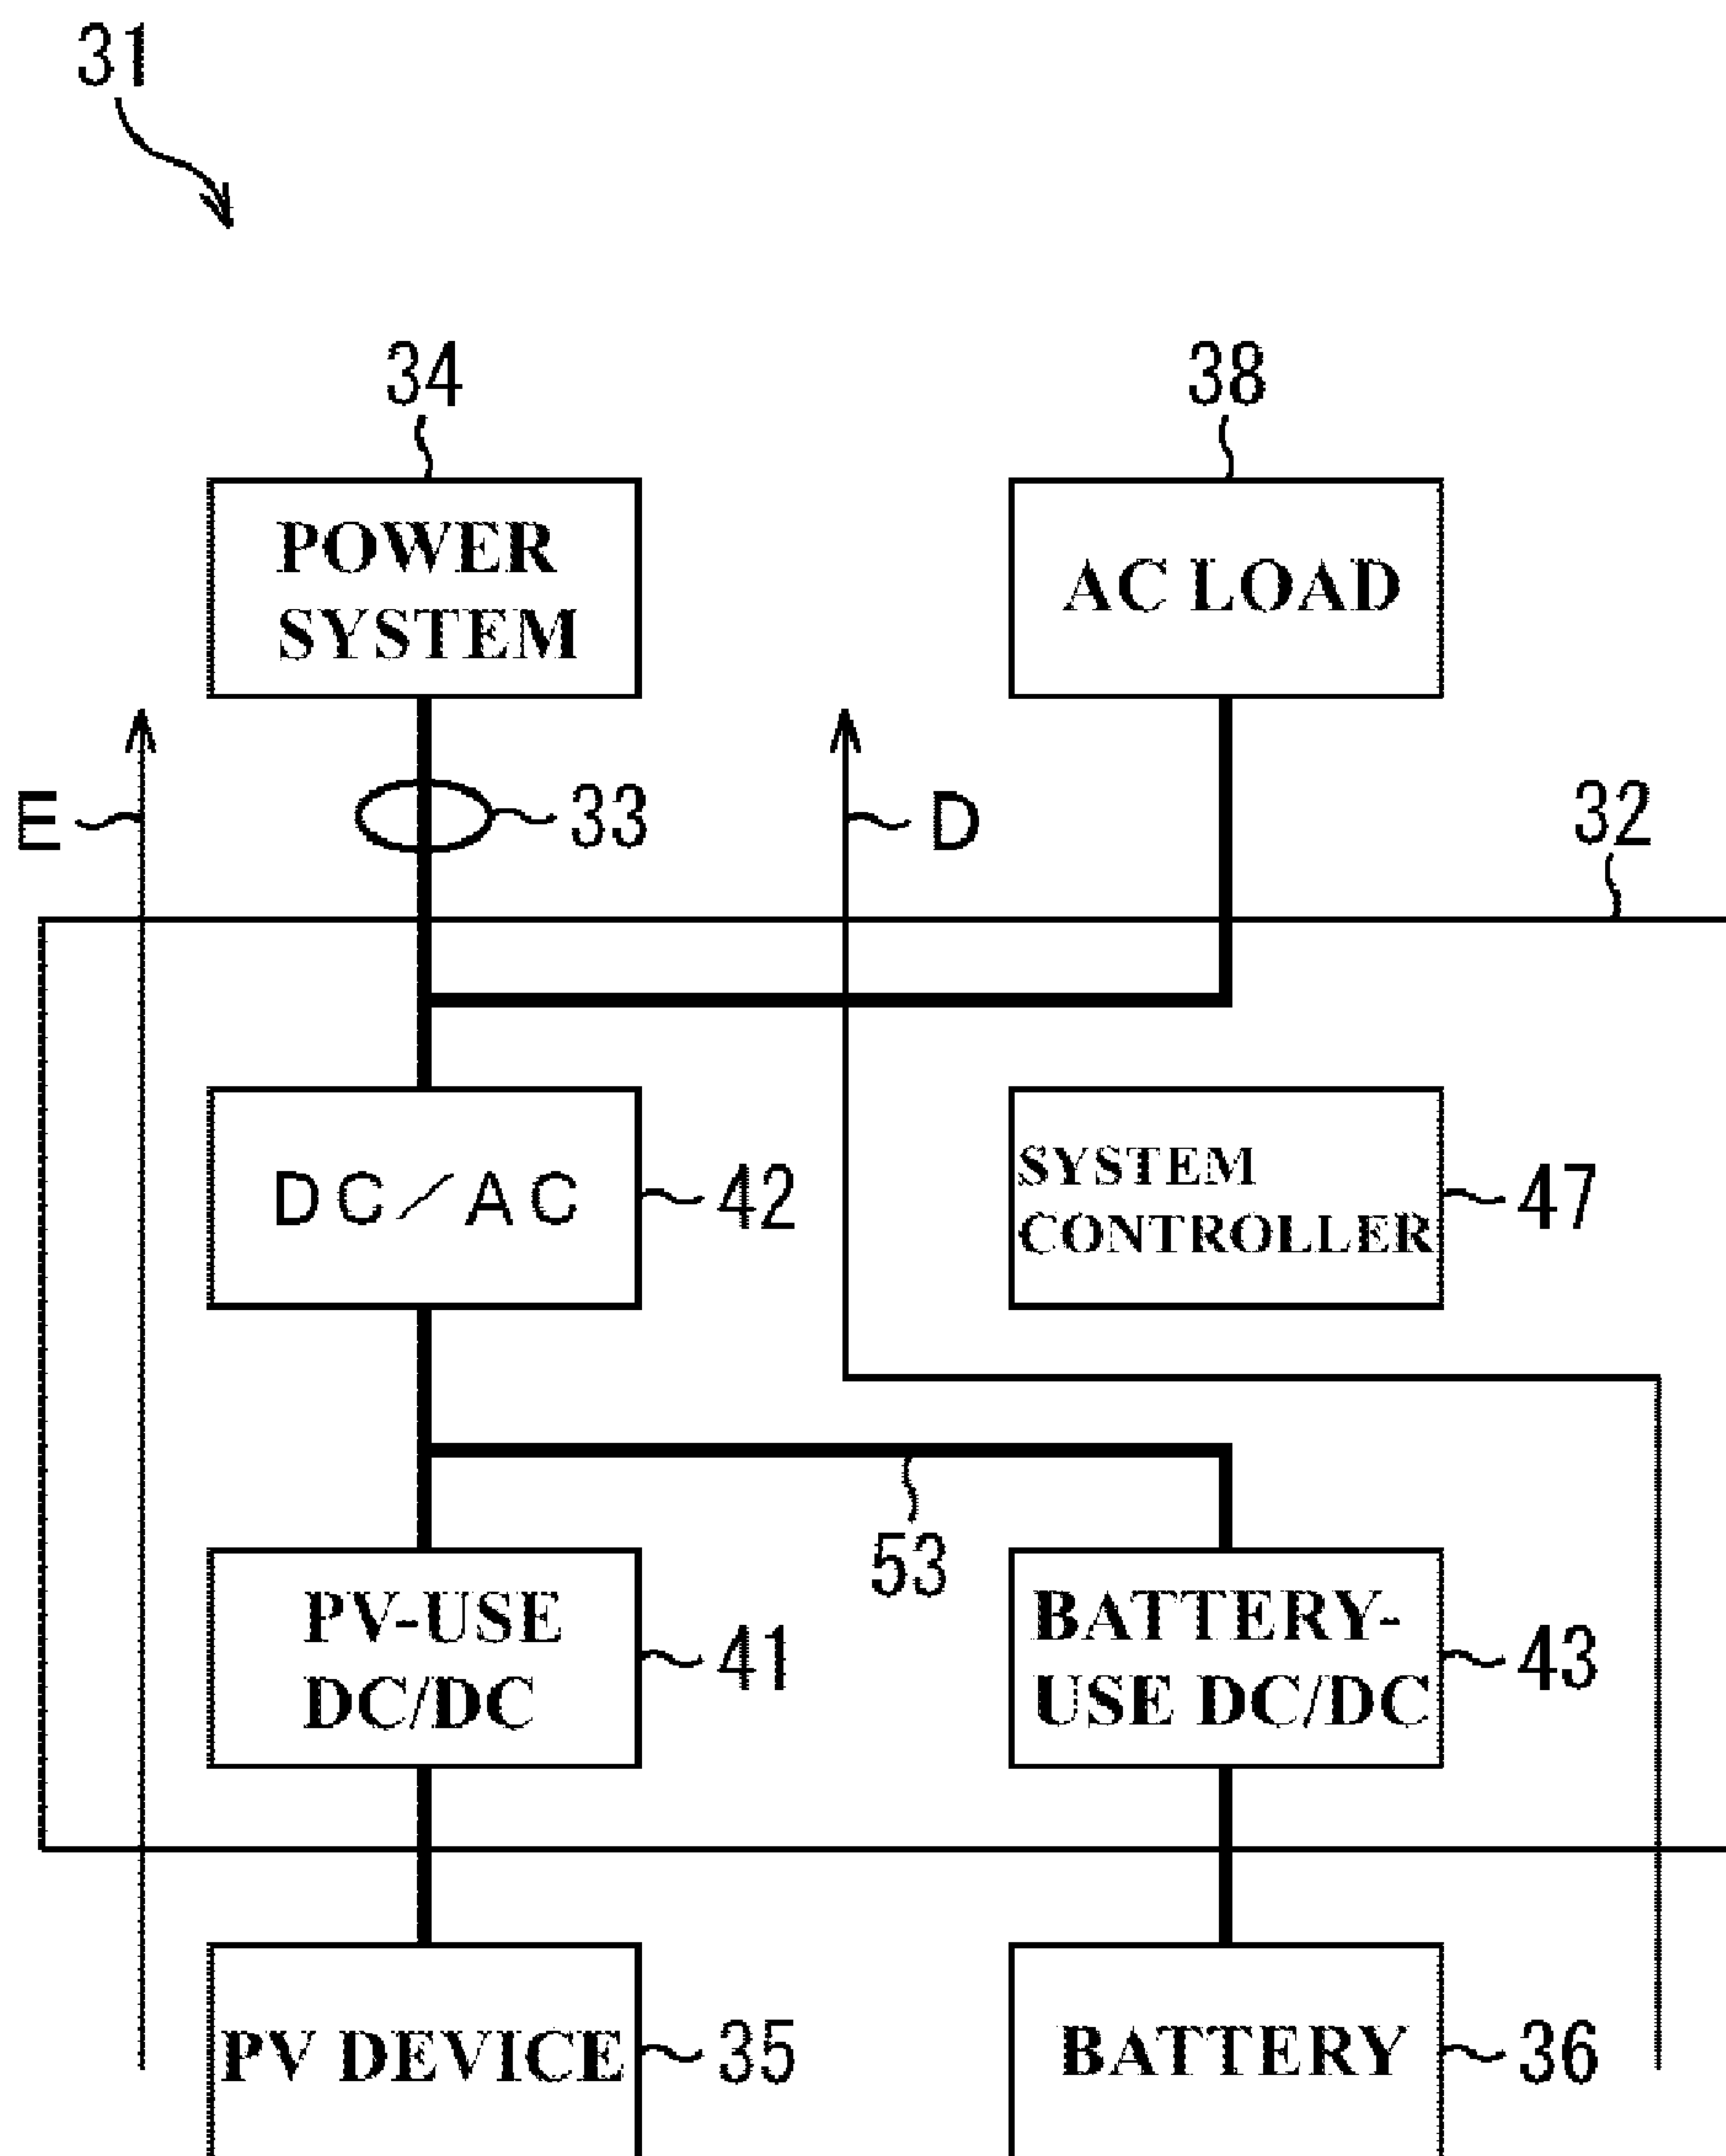 31
34
38
POWER
SYSTEM
AC LOAD
E
33
D
32
DC/AC
42
SYSTEM
CONTROLLER
47
53
PV-USE
DC/DC
41
BATTERY-
USE DC/DC
43
PV DEVICE
35
BATTERY
36